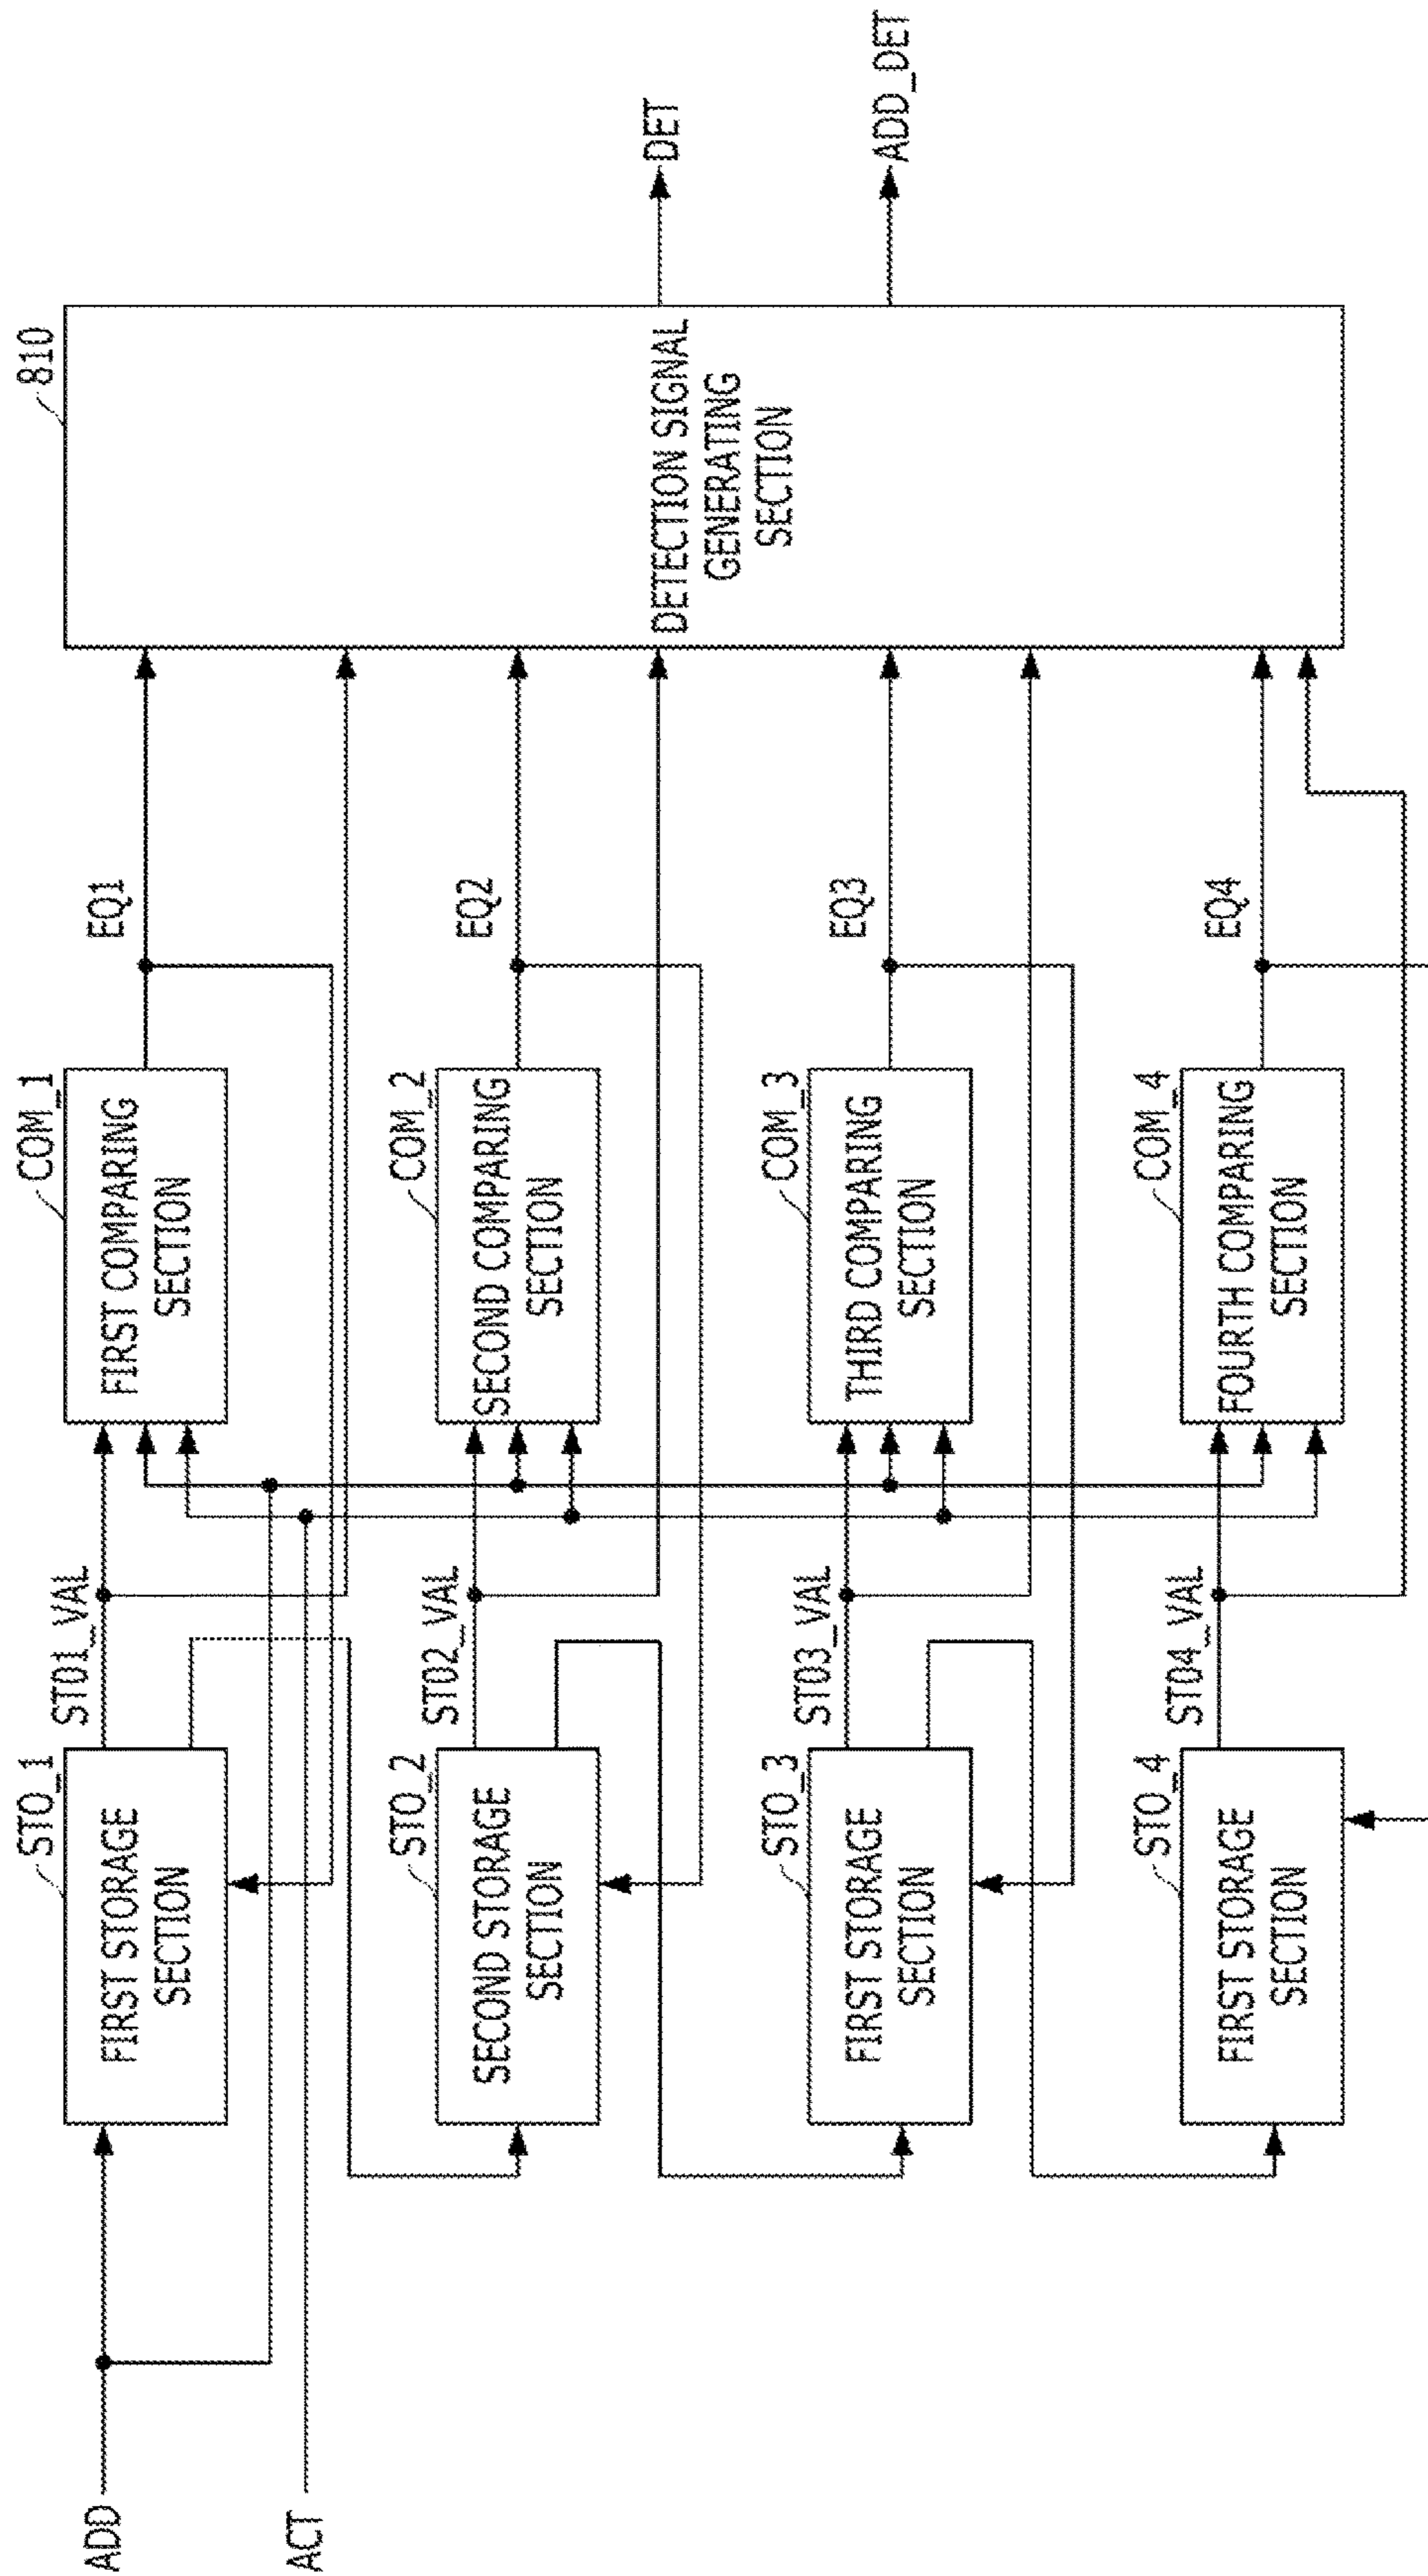 ADD
ACT
STO_1
FIRST STORAGE
SECTION
STO1_VAL
COM_1
FIRST COMPARING
SECTION
EQ1
STO_2
SECOND STORAGE
SECTION
STO2_VAL
COM_2
SECOND COMPARING
SECTION
EQ2
STO_3
FIRST STORAGE
SECTION
STO3_VAL
COM_3
THIRD COMPARING
SECTION
EQ3
STO_4
FIRST STORAGE
SECTION
STO4_VAL
COM_4
FOURTH COMPARING
SECTION
EQ4
810
DETECTION SIGNAL
GENERATING
SECTION
DET
ADD_DET